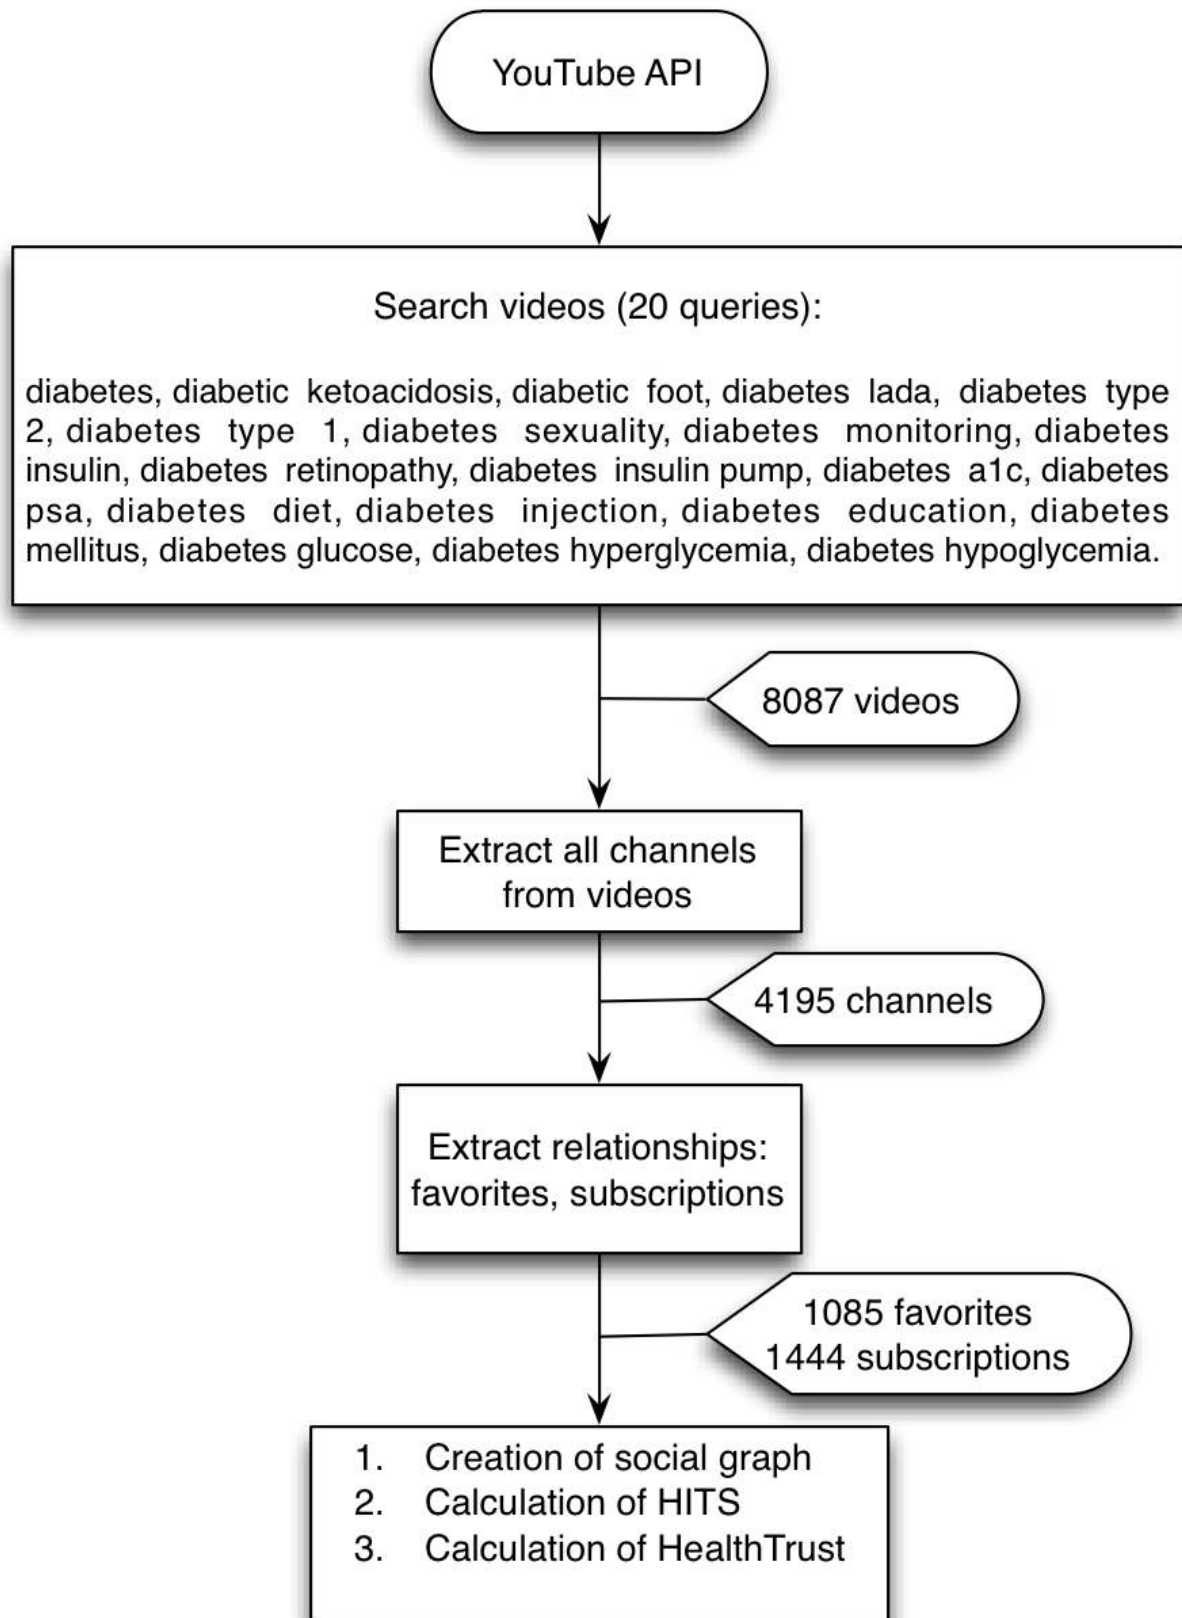 YouTube API
Search videos (20 queries):
diabetes, diabetic ketoacidosis, diabetic foot, diabetes lada, diabetes type
2, diabetes type 1, diabetes sexuality, diabetes monitoring, diabetes
insulin, diabetes retinopathy, diabetes insulin pump, diabetes a1c, diabetes
psa, diabetes diet, diabetes injection, diabetes education, diabetes
mellitus, diabetes glucose, diabetes hyperglycemia, diabetes hypoglycemia.
8087 videos
Extract all channels
from videos
4195 channels
Extract relationships:
favorites, subscriptions
1085 favorites
1444 subscriptions
1. Creation of social graph
2. Calculation of HITS
3. Calculation of HealthTrust